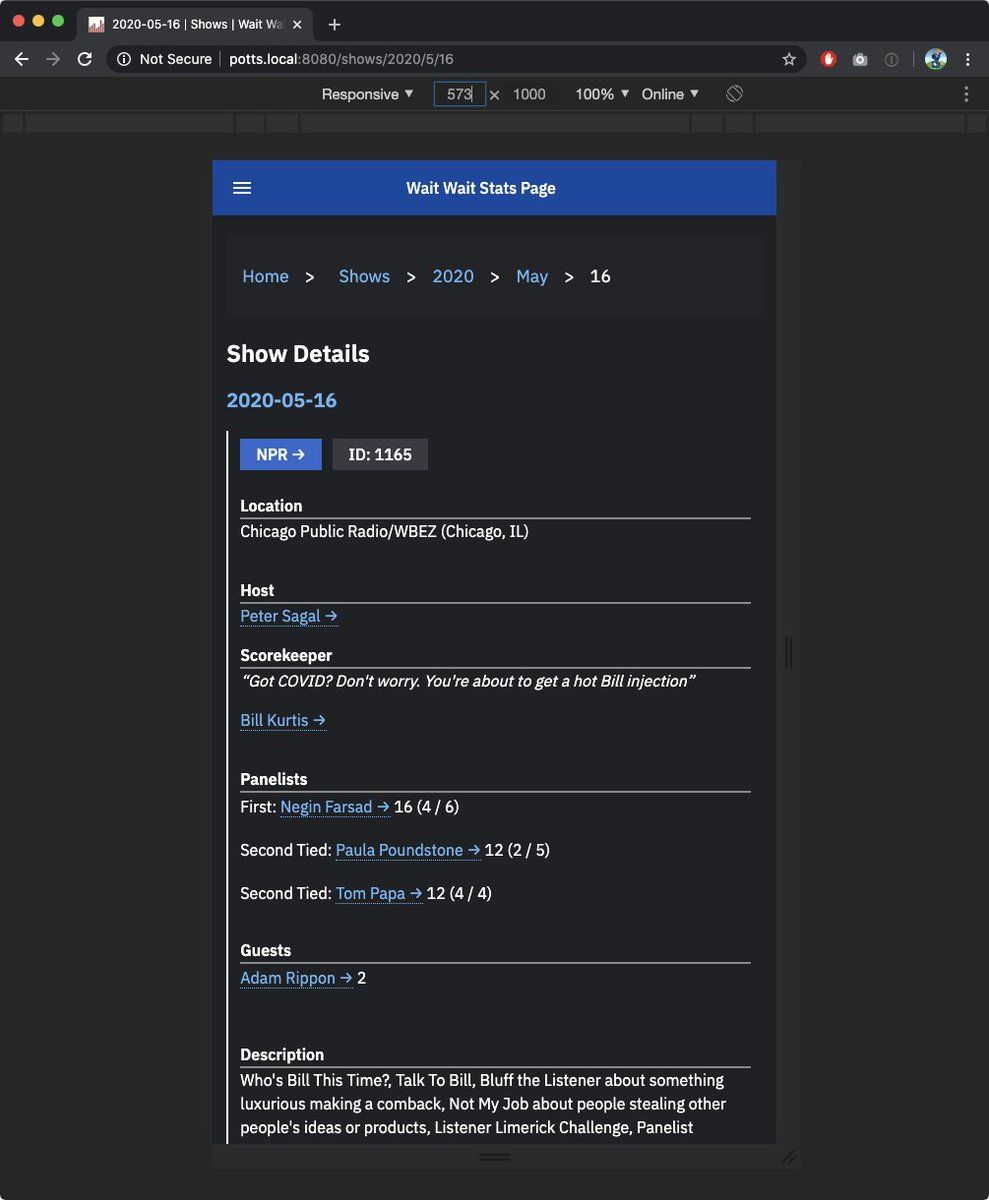 2020-05-16 | Shows | Wait Wa
Not Secure | potts.local:8080/shows/2020/5/16
Responsive ▼ 573 × 1000 100% ▼ Online ▼
Wait Wait Stats Page
Home > Shows > 2020 > May > 16
Show Details
2020-05-16
NPR → ID: 1165
Location
Chicago Public Radio/WBEZ (Chicago, IL)
Host
Peter Sagal →
Scorekeeper
“Got COVID? Don't worry. You're about to get a hot Bill injection”
Bill Kurtis →
Panelists
First: Negin Farsad → 16 (4 / 6)
Second Tied: Paula Poundstone → 12 (2 / 5)
Second Tied: Tom Papa → 12 (4 / 4)
Guests
Adam Rippon → 2
Description
Who's Bill This Time?, Talk To Bill, Bluff the Listener about something
luxurious making a comback, Not My Job about people stealing other
people's ideas or products, Listener Limerick Challenge, Panelist